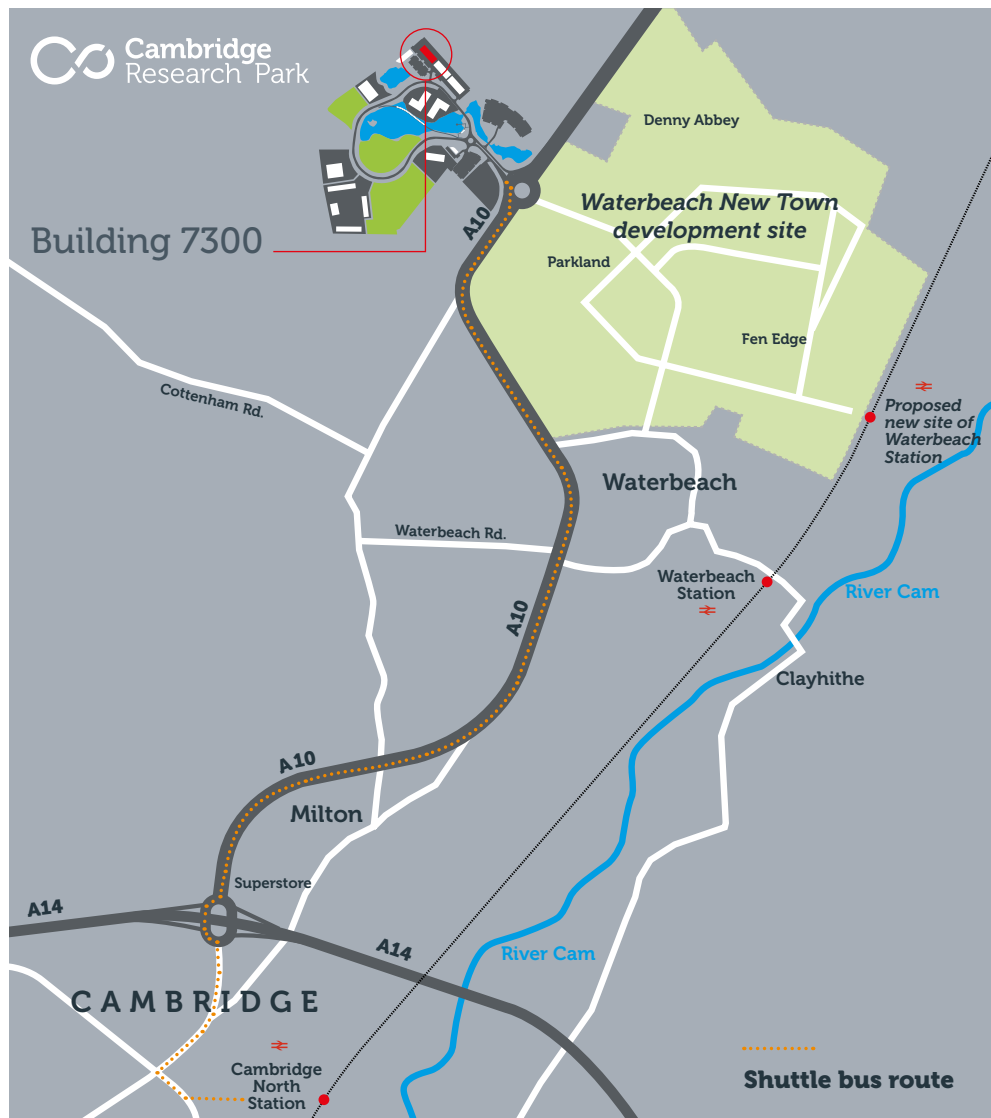 Cambridge
Research Park
Denny Abbey
Waterbeach New Town
development site
A10
Building 7300
Parkland
Fen Edge
Cottenham Rd.
Proposed
new site of
Waterbeach
Station
Waterbeach
Waterbeach Rd.
Waterbeach
Station
River Cam
A10
Clayhithe
A10
Milton
Superstore
A14
A14
River Cam
CAMBRIDGE
Cambridge
North
Station
Shuttle bus route